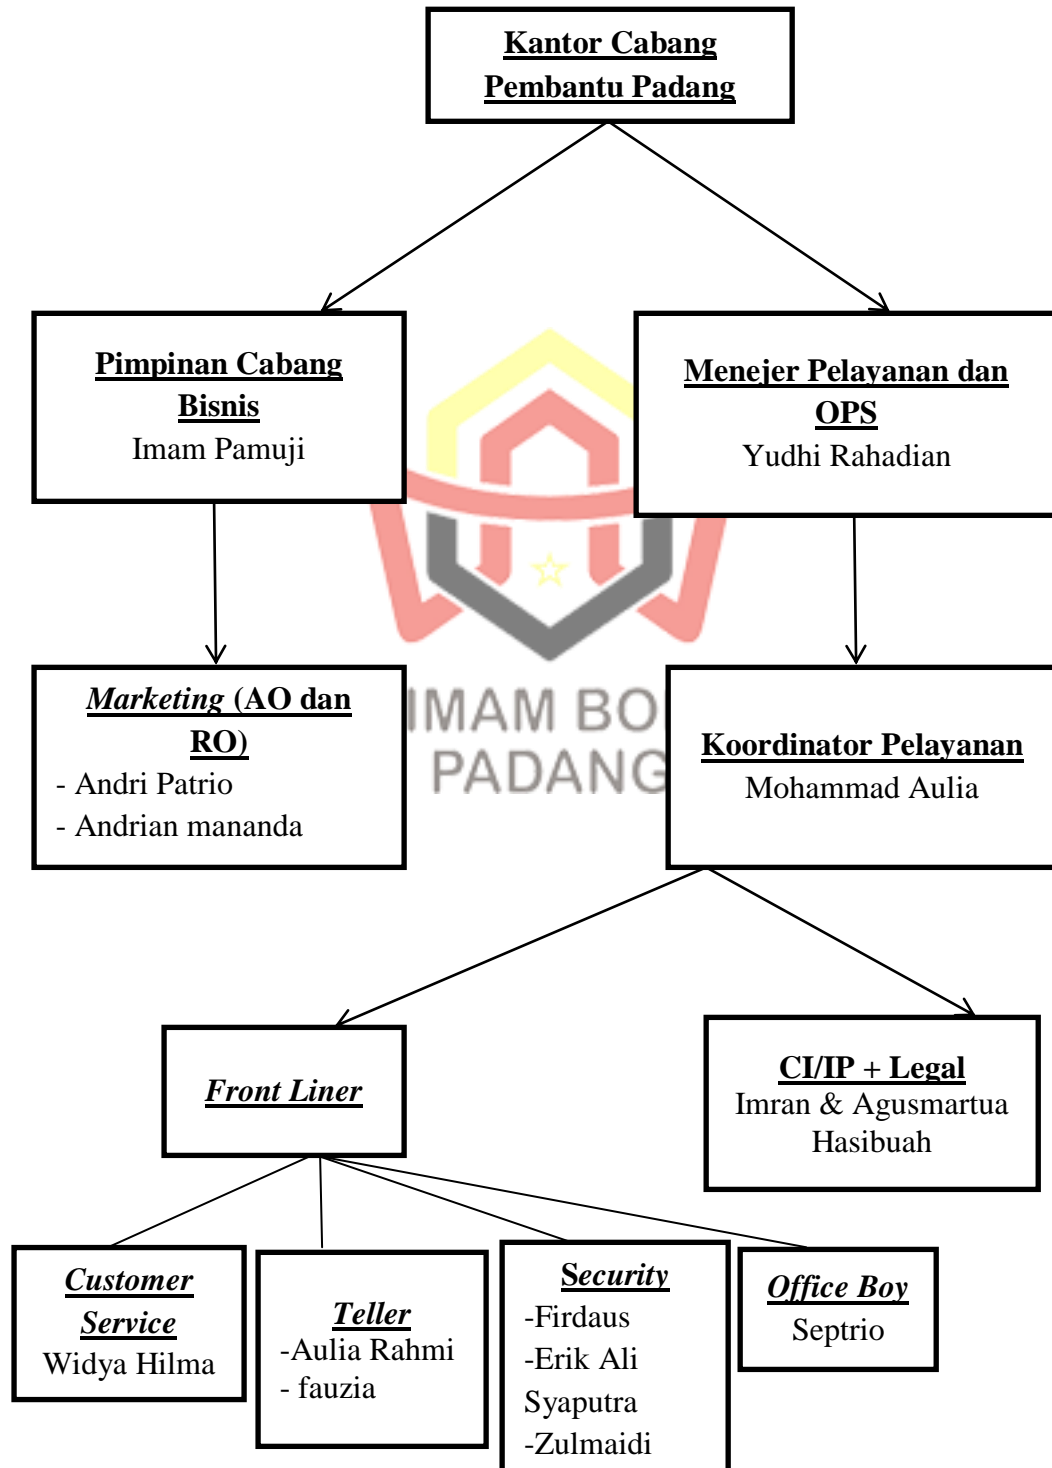 Kantor Cabang
Pembantu Padang
Pimpinan Cabang
Bisnis
Imam Pamuji
Menejer Pelayanan dan
OPS
Yudhi Rahadian
Marketing (AO dan
RO)
- Andri Patrio
- Andrian mananda
IMAM BO
PADANG
Koordinator Pelayanan
Mohammad Aulia
Front Liner
CI/IP + Legal
Imran & Agusmartua
Hasibuah
Customer
Service
Widya Hilma
Teller
-Aulia Rahmi
- fauzia
Security
-Firdaus
-Erik Ali
Syaputra
-Zulmaidi
Office Boy
Septrio